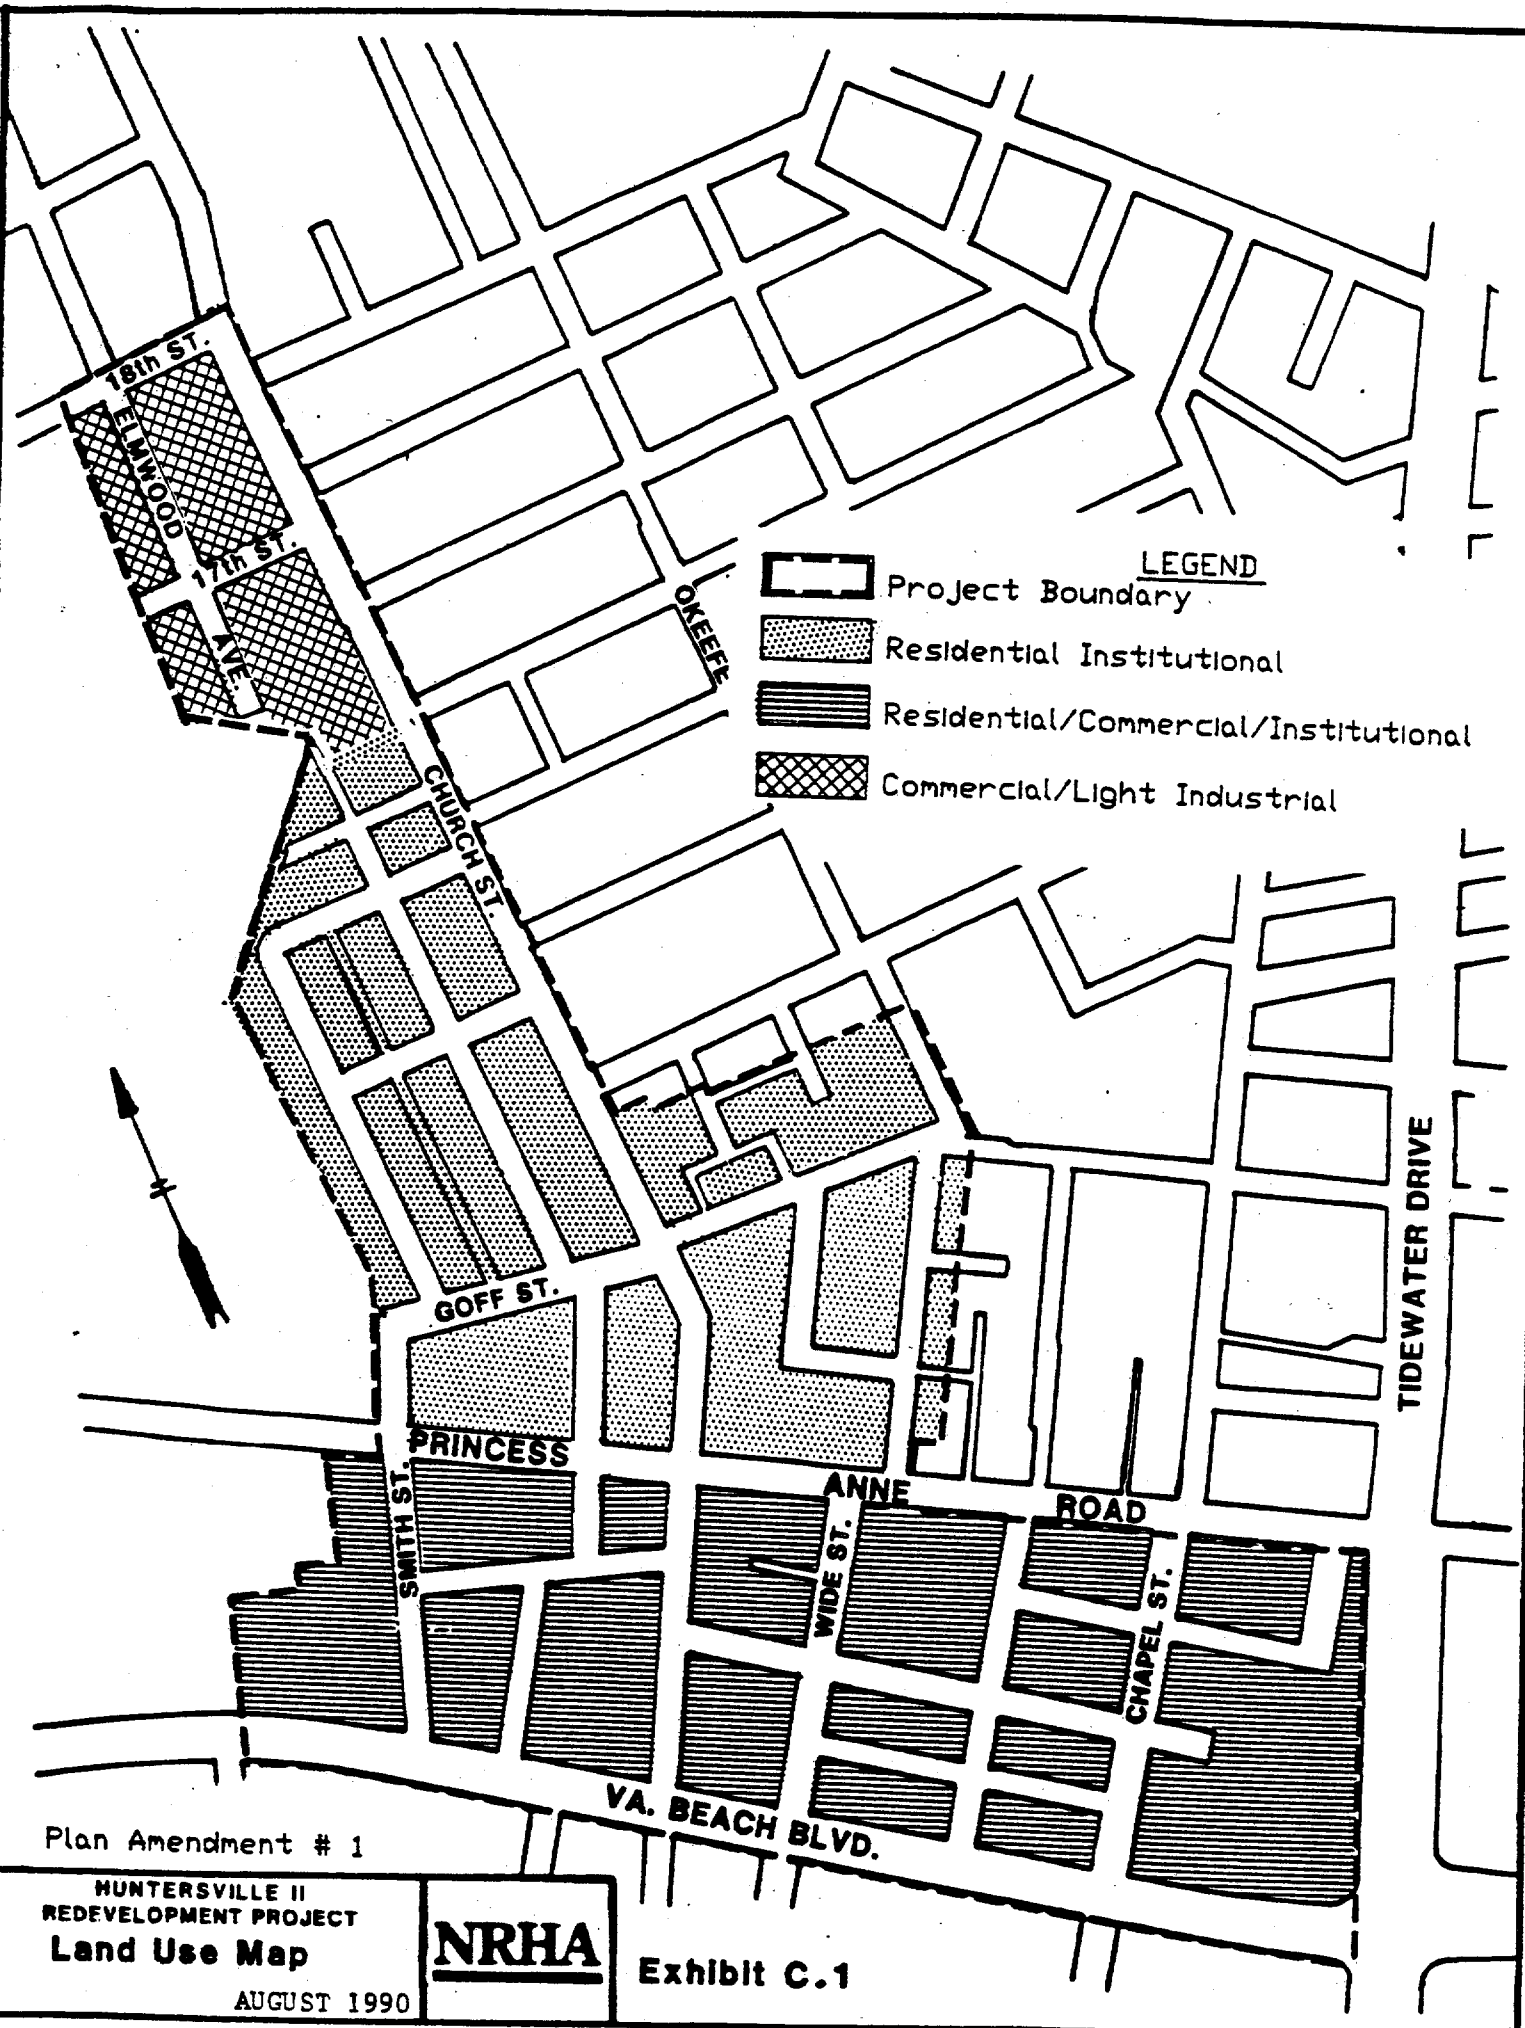 18th ST.
ELMWOOD
17th ST.
AVE.
OKEEFE
LEGEND
Project Boundary
Residential Institutional
Residential/Commercial/Institutional
Commercial/Light Industrial
CHURCH ST.
N
GOFF ST.
TIDEWATER DRIVE
PRINCESS
ANNE
ROAD
SMITH ST.
WIDE ST.
CHAPEL ST.
VA. BEACH BLVD.
Plan Amendment # 1
HUNTERSVILLE II
REDEVELOPMENT PROJECT
Land Use Map
AUGUST 1990
NRHA
Exhibit C.1